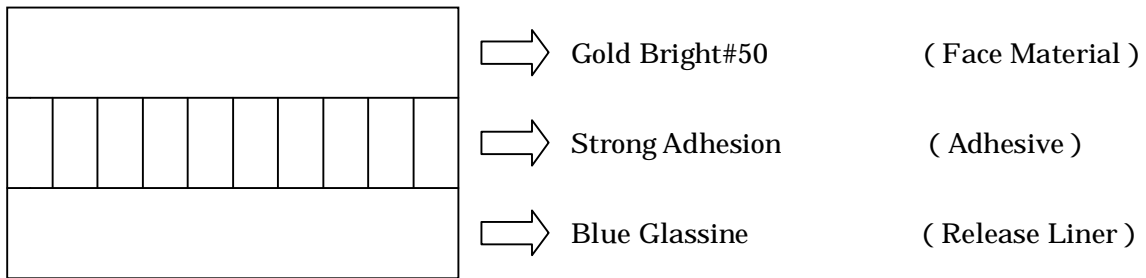 Gold Bright#50 ( Face Material )
Strong Adhesion ( Adhesive )
Blue Glassine ( Release Liner )